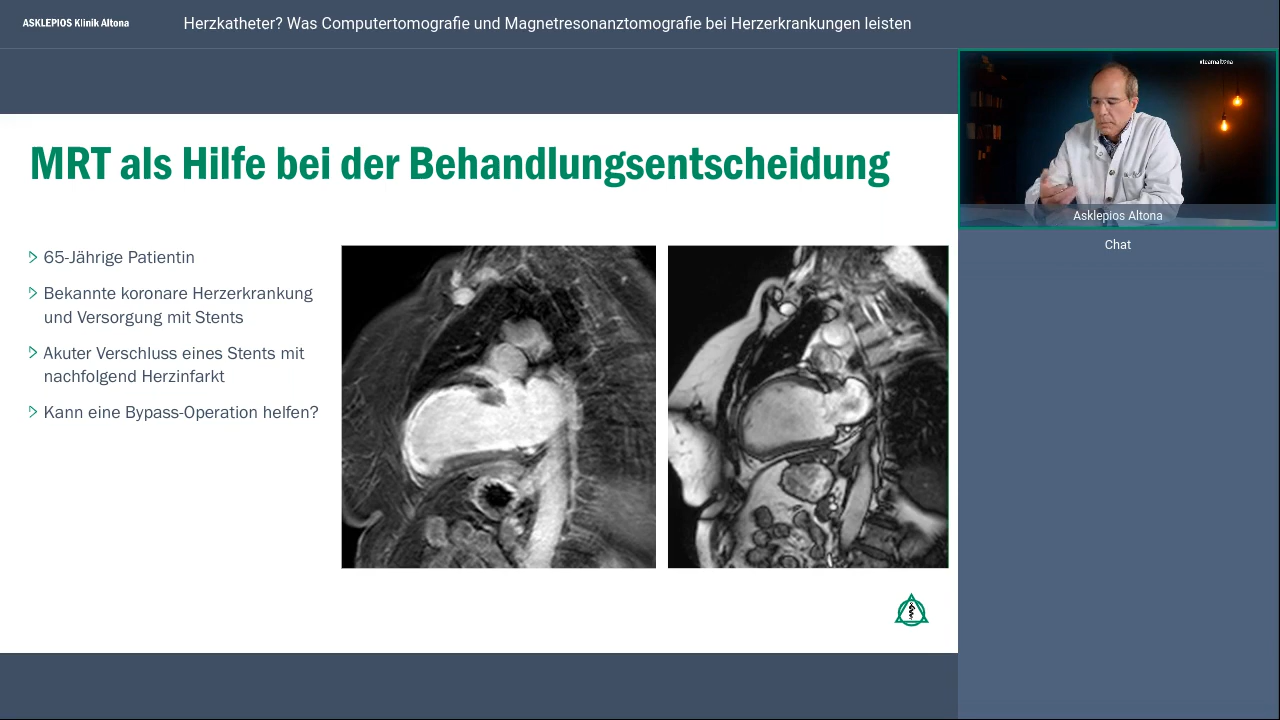 ASKLEPIOS Klinik Altona
Herzkatheter? Was Computertomografie und Magnetresonanztomografie bei Herzerkrankungen leisten
#teamaltona
MRT als Hilfe bei der Behandlungsentscheidung
65-Jährige Patientin
Bekannte koronare Herzerkrankung
und Versorgung mit Stents
Akuter Verschluss eines Stents mit
nachfolgend Herzinfarkt
Kann eine Bypass-Operation helfen?
Asklepios Altona
Chat